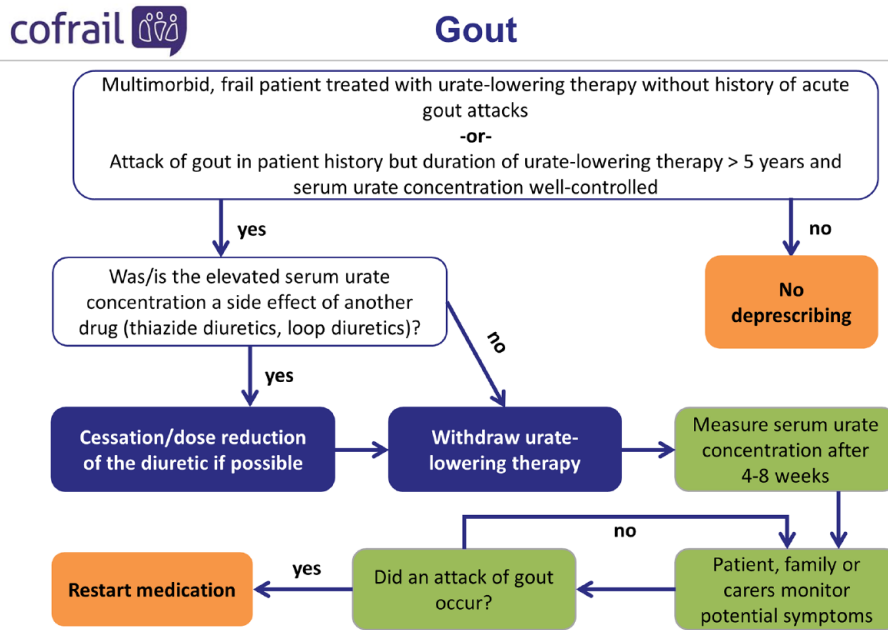 cofrail
Gout
Multimorbid, frail patient treated with urate-lowering therapy without history of acute
gout attacks
-or-
Attack of gout in patient history but duration of urate-lowering therapy > 5 years and
serum urate concentration well-controlled
yes
no
Was/is the elevated serum urate
concentration a side effect of another
drug (thiazide diuretics, loop diuretics)?
No
deprescribing
no
yes
Cessation/dose reduction
of the diuretic if possible
Withdraw urate-
lowering therapy
Measure serum urate
concentration after
4-8 weeks
no
Restart medication
yes
Did an attack of gout
occur?
Patient, family or
carers monitor
potential symptoms